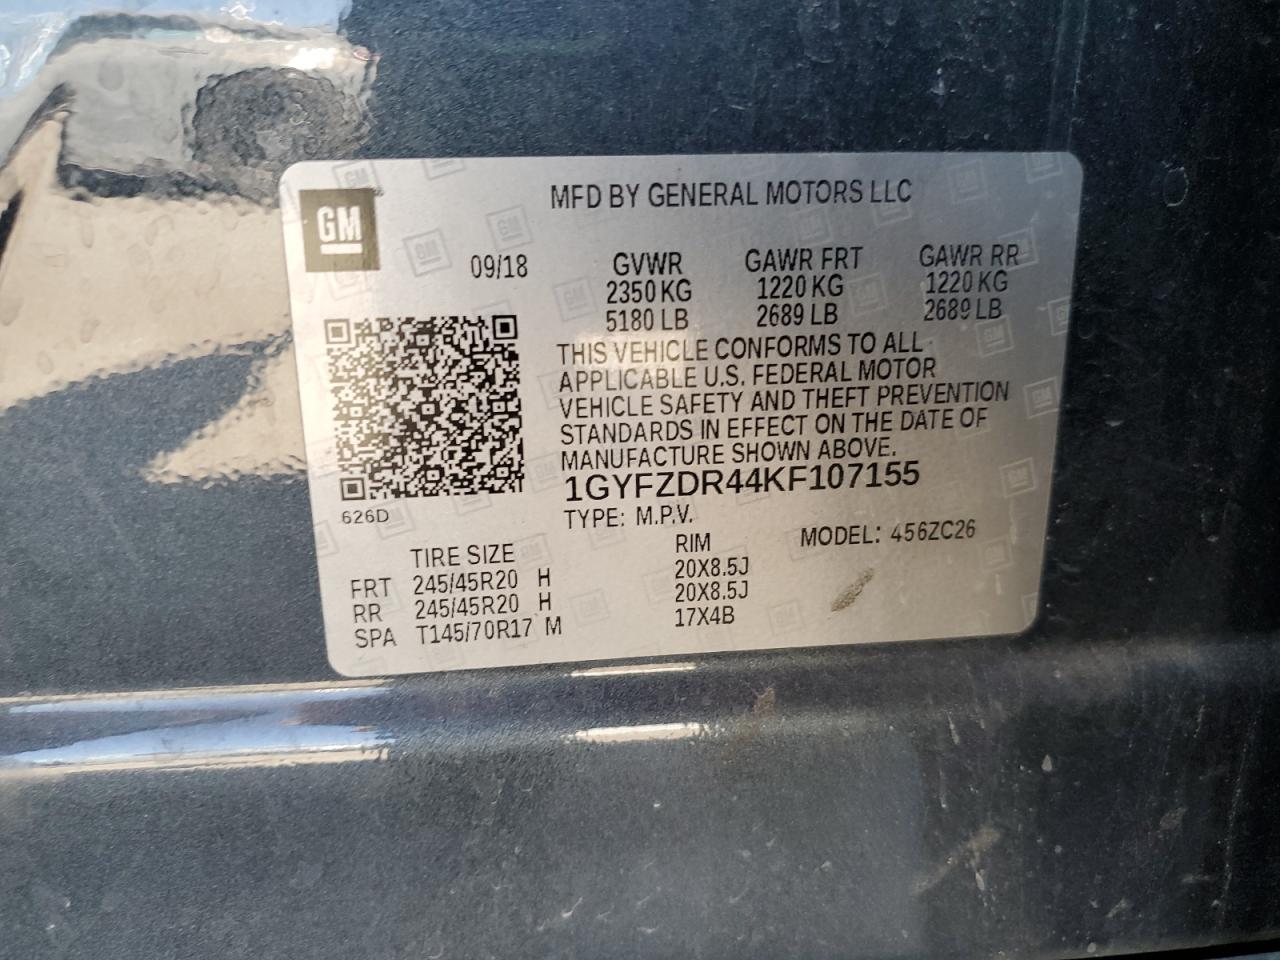 GM
MFD BY GENERAL MOTORS LLC
09/18
GVWR GAWR FRT GAWR RR
2350 KG 1220 KG 1220 KG
5180 LB 2689 LB 2689 LB
THIS VEHICLE CONFORMS TO ALL
APPLICABLE U.S. FEDERAL MOTOR
VEHICLE SAFETY AND THEFT PREVENTION
STANDARDS IN EFFECT ON THE DATE OF
MANUFACTURE SHOWN ABOVE.
1GYFZDR44KF107155
626D
TYPE: M.P.V.
MODEL: 456ZC26
TIRE SIZE RIM
FRT 245/45R20 H 20X8.5J
RR 245/45R20 H 20X8.5J
SPA T145/70R17 M 17X4B